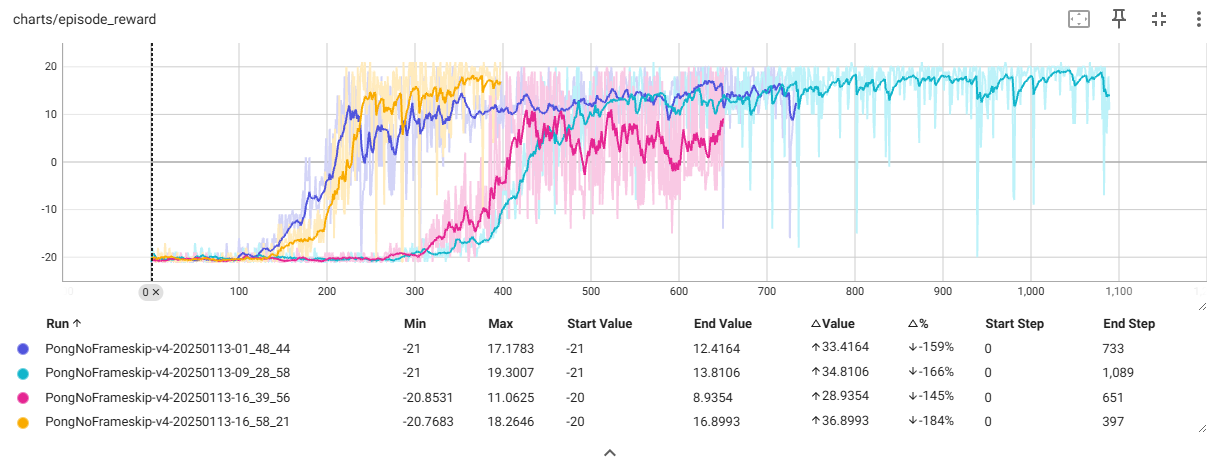 charts/episode_reward
20
10
0
-10
-20
0 ✕ 100 200 300 400 500 600 700 800 900 1,000 1,100
Run ↑ Min Max Start Value End Value △Value △% Start Step End Step
PongNoFrameskip-v4-20250113-01_48_44 -21 17.1783 -21 12.4164 ↑33.4164 ↓-159% 0 733
PongNoFrameskip-v4-20250113-09_28_58 -21 19.3007 -21 13.8106 ↑34.8106 ↓-166% 0 1,089
PongNoFrameskip-v4-20250113-16_39_56 -20.8531 11.0625 -20 8.9354 ↑28.9354 ↓-145% 0 651
PongNoFrameskip-v4-20250113-16_58_21 -20.7683 18.2646 -20 16.8993 ↑36.8993 ↓-184% 0 397